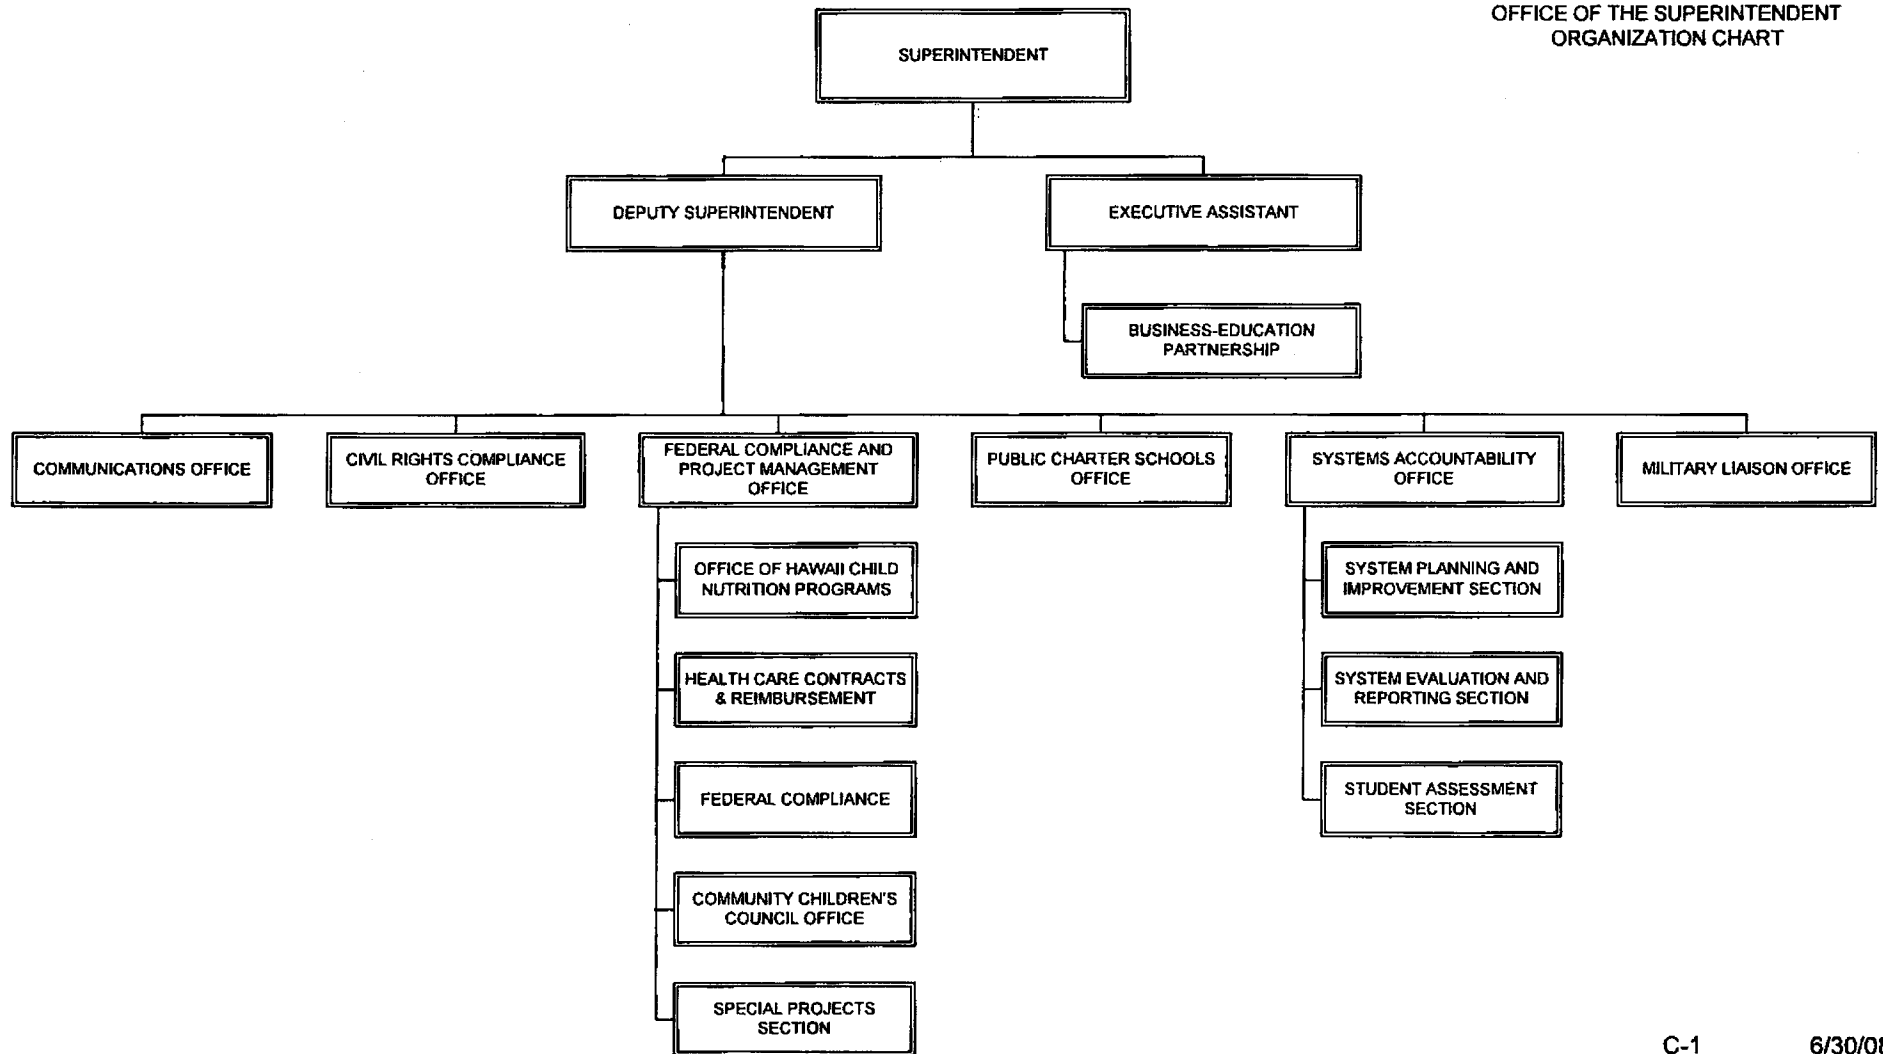 OFFICE OF THE SUPERINTENDENT
ORGANIZATION CHART
SUPERINTENDENT
DEPUTY SUPERINTENDENT
EXECUTIVE ASSISTANT
BUSINESS-EDUCATION
PARTNERSHIP
COMMUNICATIONS OFFICE
CIVIL RIGHTS COMPLIANCE
OFFICE
FEDERAL COMPLIANCE AND
PROJECT MANAGEMENT
OFFICE
PUBLIC CHARTER SCHOOLS
OFFICE
SYSTEMS ACCOUNTABILITY
OFFICE
MILITARY LIAISON OFFICE
OFFICE OF HAWAII CHILD
NUTRITION PROGRAMS
HEALTH CARE CONTRACTS
& REIMBURSEMENT
FEDERAL COMPLIANCE
COMMUNITY CHILDREN'S
COUNCIL OFFICE
SPECIAL PROJECTS
SECTION
SYSTEM PLANNING AND
IMPROVEMENT SECTION
SYSTEM EVALUATION AND
REPORTING SECTION
STUDENT ASSESSMENT
SECTION
C-1 6/30/08